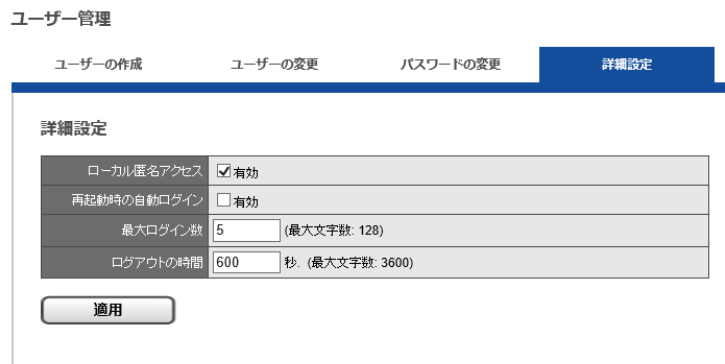 ユーザー管理
ユーザーの作成 ユーザーの変更 パスワードの変更 詳細設定
詳細設定
ローカル匿名アクセス 有効
再起動時の自動ログイン 有効
最大ログイン数 5 (最大文字数: 128)
ログアウトの時間 600 秒. (最大文字数: 3600)
適用